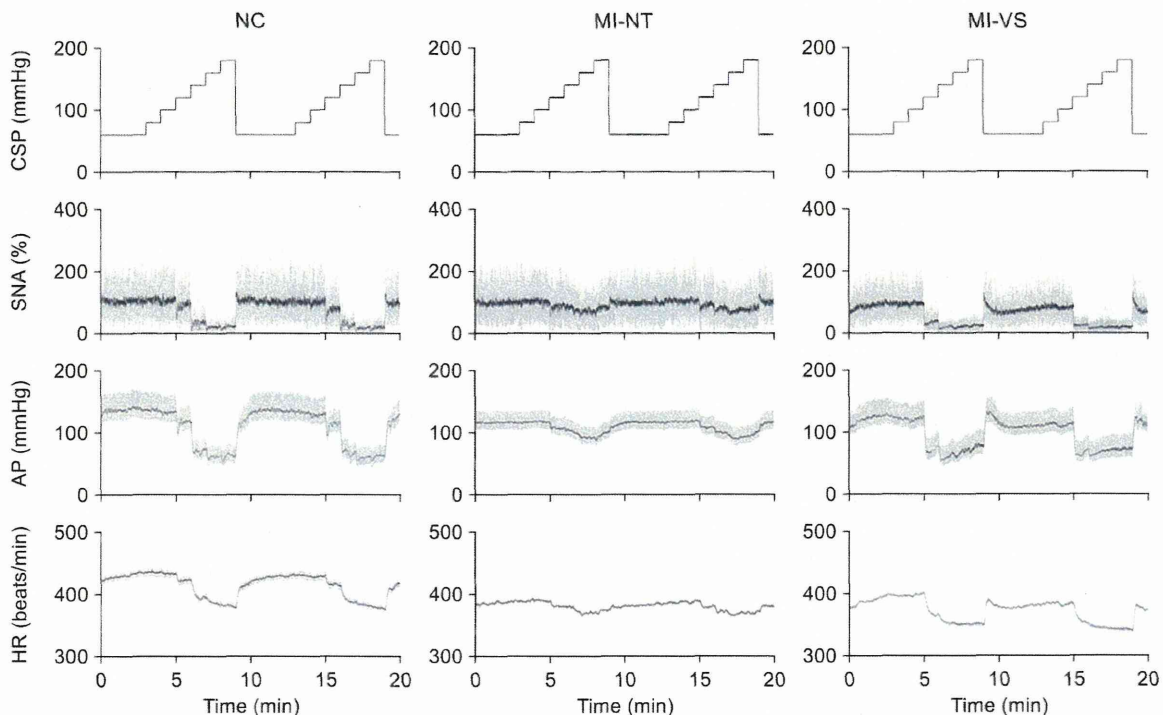 NC MI-NT MI-VS
CSP (mmHg)
200 200 200
100 100 100
0 0 0
SNA (%)
400 400 400
200 200 200
0 0 0
AP (mmHg)
200 200 200
100 100 100
0 0 0
HR (beats/min)
500 500 500
400 400 400
300 300 300
0 5 10 15 20 0 5 10 15 20 0 5 10 15 20
Time (min) Time (min) Time (min)